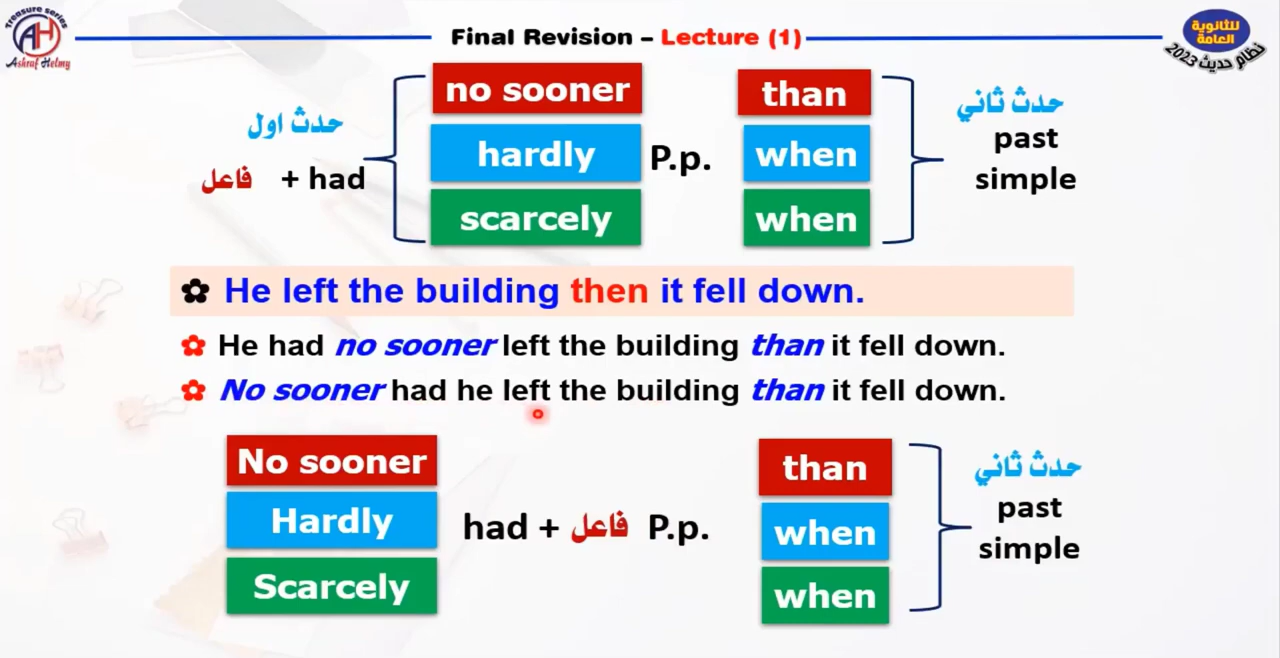 Treasure series
AH
Ashraf Helmy
Final Revision – Lecture (1)
للثانوية
العامة
نظام حديث 2023
حدث اول
فاعل + had
no sooner
hardly
scarcely
P.p.
than
when
when
حدث ثاني
past
simple
✿ He left the building then it fell down.
✿ He had no sooner left the building than it fell down.
✿ No sooner had he left the building than it fell down.
No sooner
Hardly
Scarcely
had + فاعل P.p.
than
when
when
حدث ثاني
past
simple